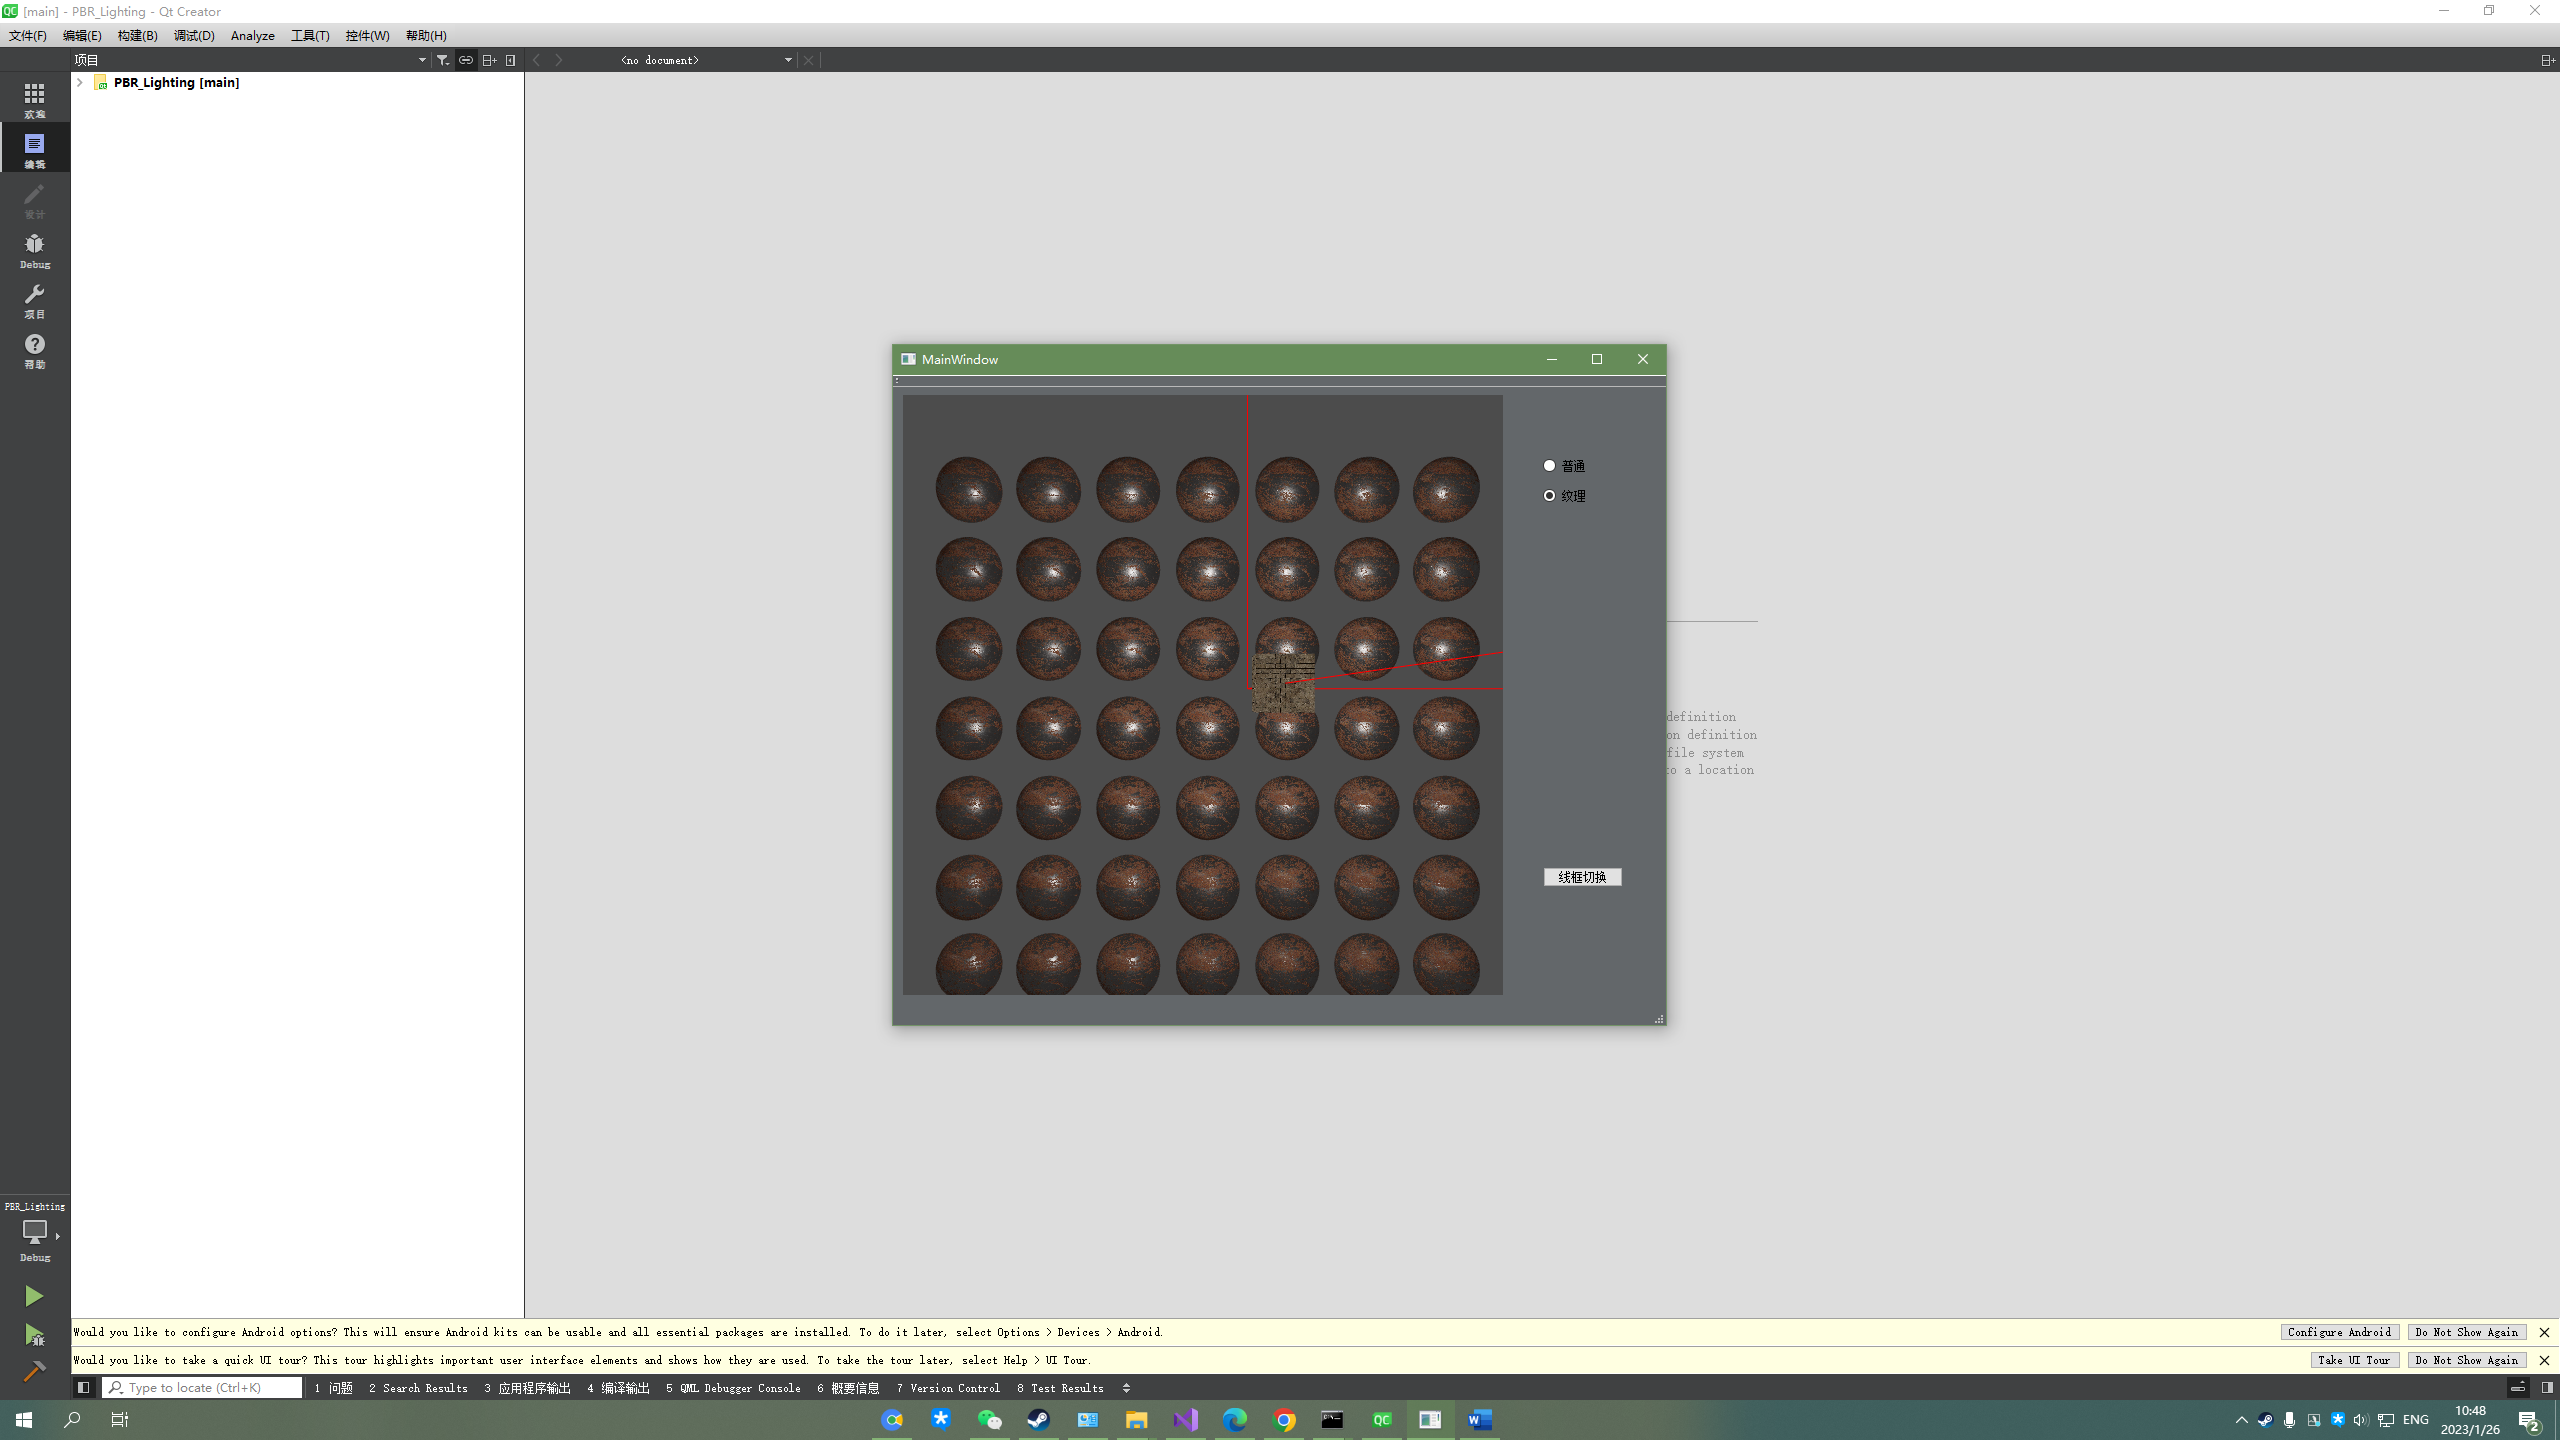 [main] - PBR_Lighting - Qt Creator
文件(F) 编辑(E) 构建(B) 调试(D) Analyze 工具(T) 控件(W) 帮助(H)
项目
<no document>
PBR_Lighting [main]
欢迎
编辑
设计
Debug
项目
帮助
MainWindow
普通
纹理
definition
on definition
file system
to a location
线框切换
PBR_Lighting
Debug
Would you like to configure Android options? This will ensure Android kits can be usable and all essential packages are installed. To do it later, select Options > Devices > Android.
Configure Android
Do Not Show Again
Would you like to take a quick UI tour? This tour highlights important user interface elements and shows how they are used. To take the tour later, select Help > UI Tour.
Take UI Tour
Do Not Show Again
Type to locate (Ctrl+K)
1 问题 2 Search Results 3 应用程序输出 4 编译输出 5 QML Debugger Console 6 概要信息 7 Version Control 8 Test Results
ENG
10:48
2023/1/26
2